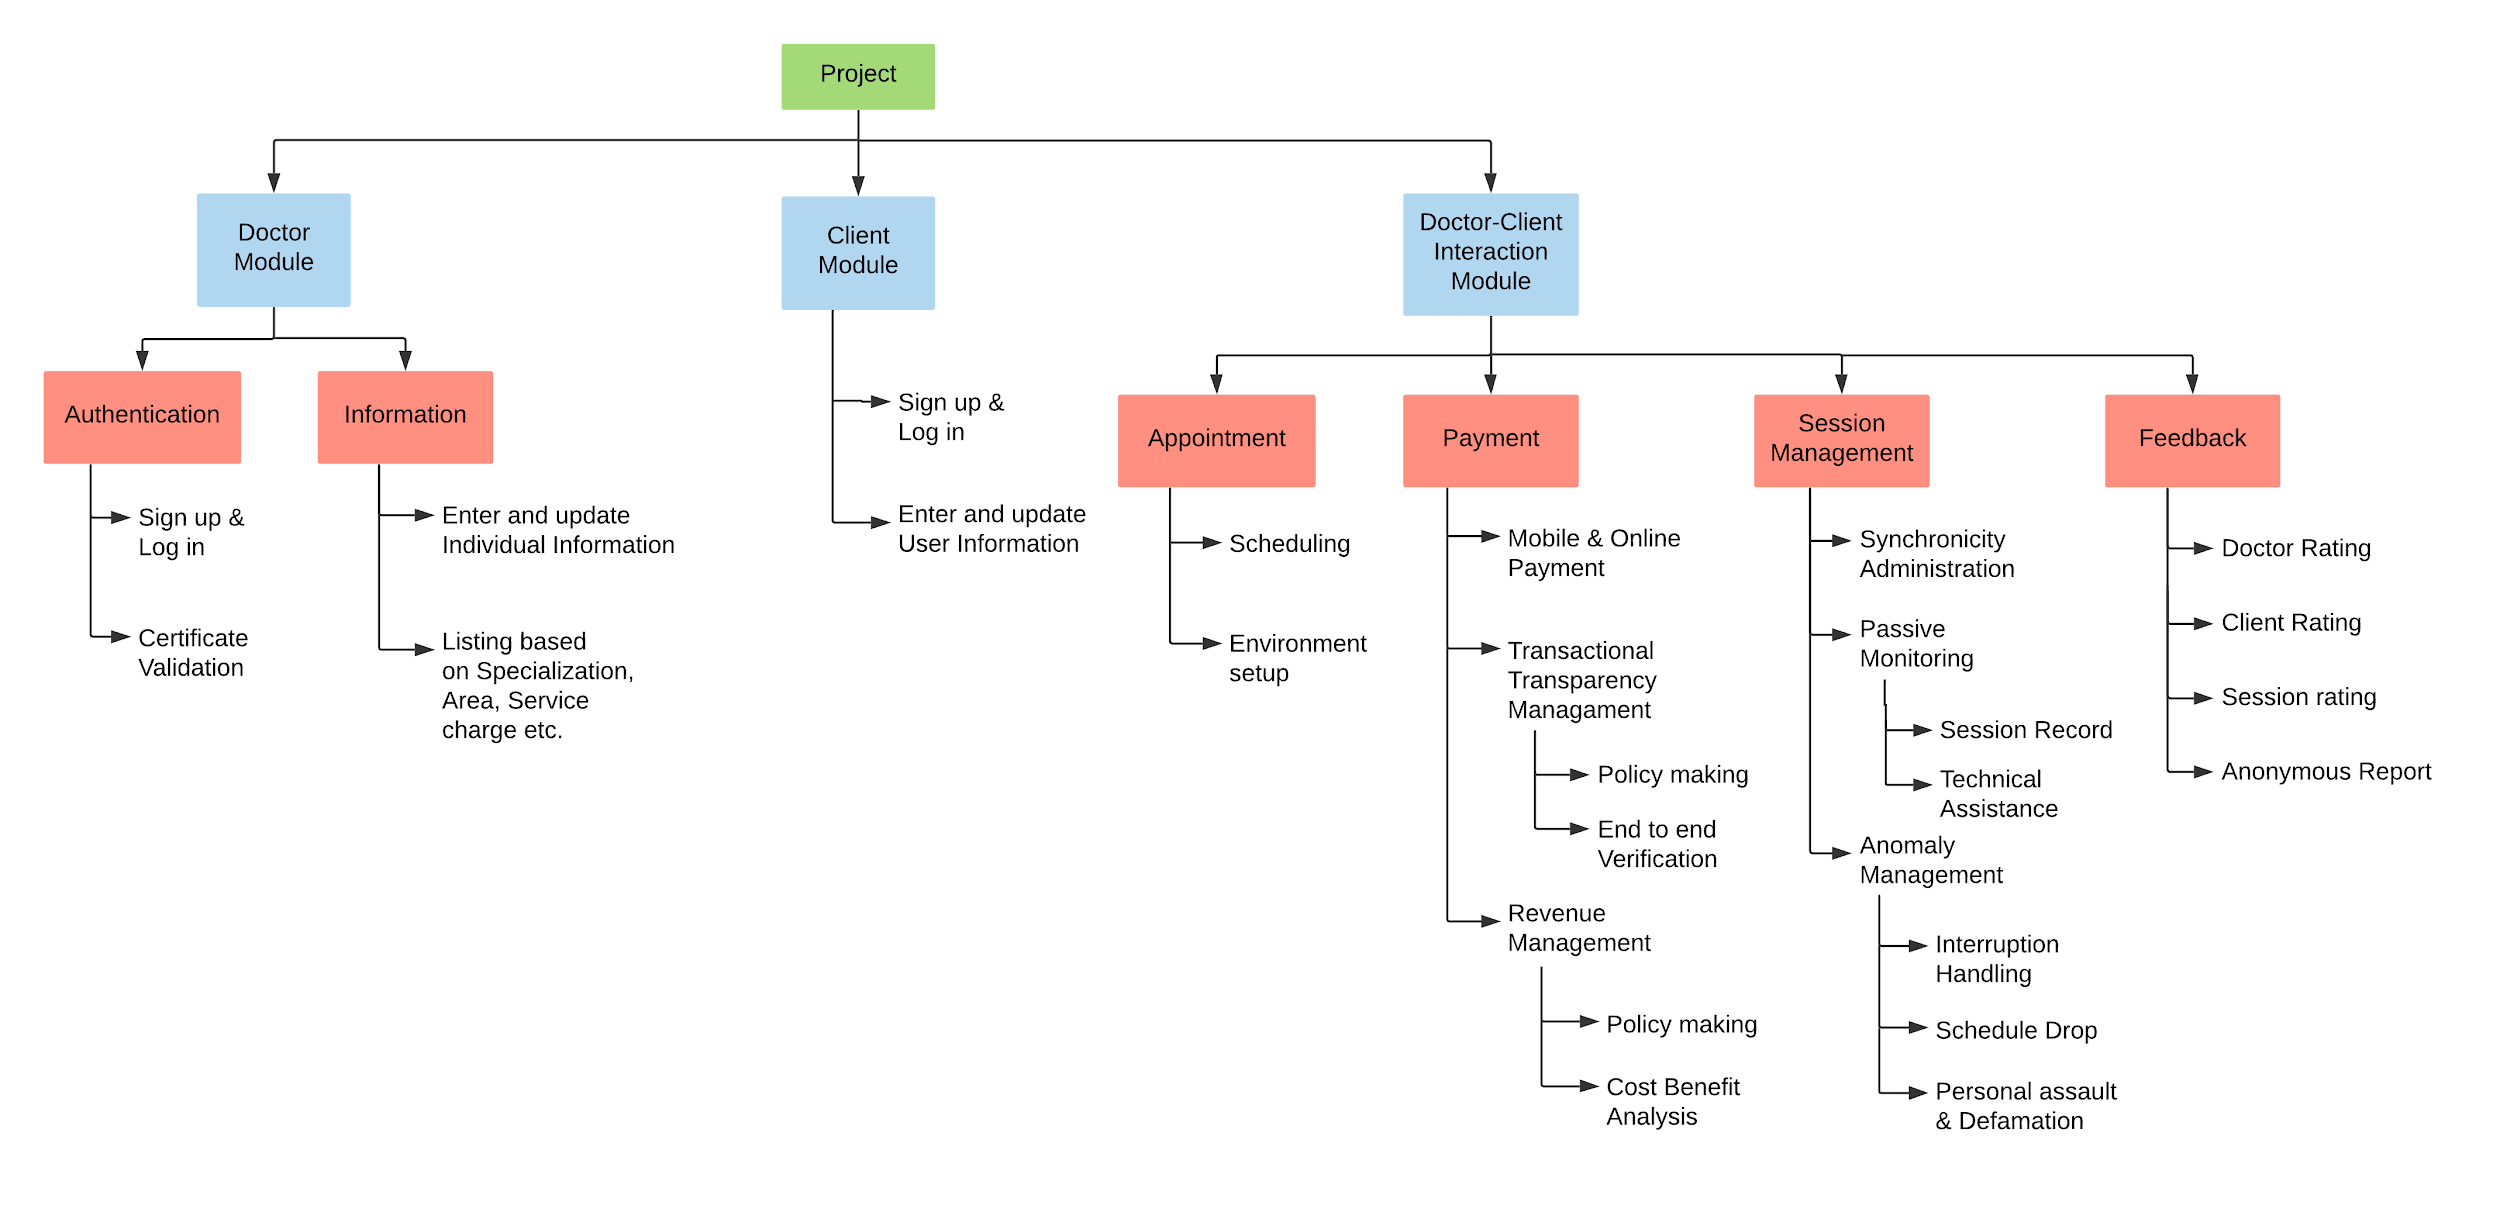 Project
Doctor
Module
Client
Module
Doctor-Client
Interaction
Module
Authentication
Sign up &
Log in
Certificate
Validation
Information
Enter and update
Individual Information
Listing based
on Specialization,
Area, Service
charge etc.
Sign up &
Log in
Enter and update
User Information
Appointment
Scheduling
Environment
setup
Payment
Mobile & Online
Payment
Transactional
Transparency
Managament
Policy making
End to end
Verification
Revenue
Management
Policy making
Cost Benefit
Analysis
Session
Management
Synchronicity
Administration
Passive
Monitoring
Session Record
Technical
Assistance
Anomaly
Management
Interruption
Handling
Schedule Drop
Personal assault
& Defamation
Feedback
Doctor Rating
Client Rating
Session rating
Anonymous Report